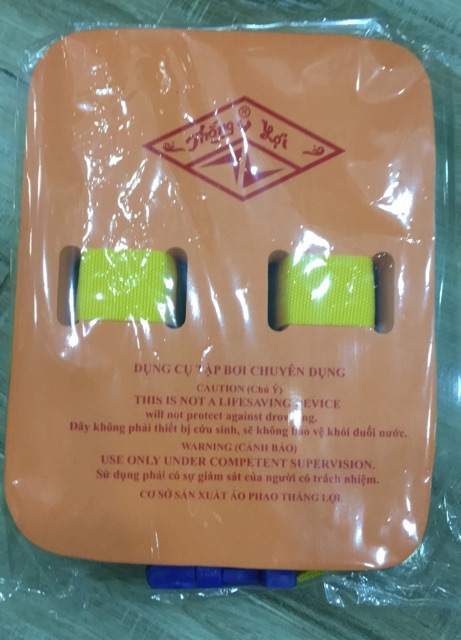 DỤNG CỤ TẬP BƠI CHUYÊN DỤNG
CAUTION (Chú Ý)
THIS IS NOT A LIFESAVING DEVICE
will not protect against drowning.
Đây không phải thiết bị cứu sinh, sẽ không bảo vệ khỏi đuối nước.
WARNING (CẢNH BÁO)
USE ONLY UNDER COMPETENT SUPERVISION.
Sử dụng phải có sự giám sát của người có trách nhiệm.
CƠ SỞ SẢN XUẤT ÁO PHAO THẮNG LỢI.